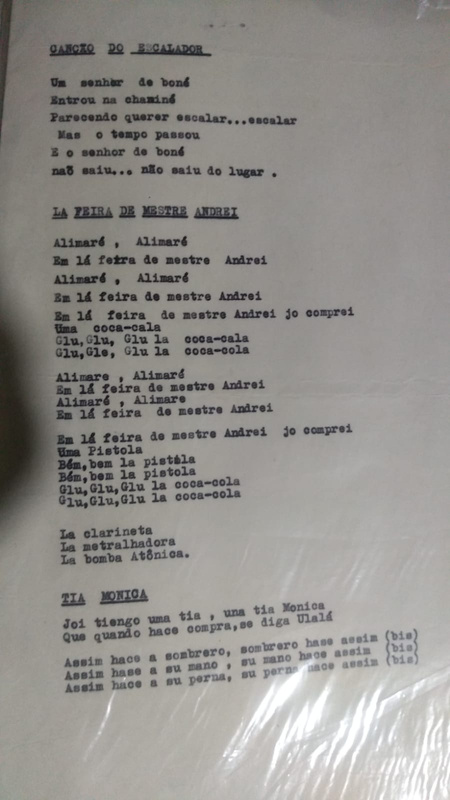 CANCXO DO ESCALADOR
Um senhor de boné
Entrou na chaminé
Parecendo querer escalar...escalar
Mas o tempo passou
E o senhor de boné
naõ saiu... não saiu do lugar .
LA FEIRA DE MESTRE ANDREI
Alimaré , Alimaré
Em lá feira de mestre Andrei
Alimaré , Alimaré
Em lá feira de mestre Andrei
Em lá feira de mestre Andrei jo comprei
Uma coca-cala
Glu,Glu, Glu la coca-cala
Glu,Gle, Glu la coca-cola
Alimare , Alimaré
Em lá feira de mestre Andrei
Alimaré , Alimare
Em lá feira de mestre Andrei
Em lá feira de mestre Andrei jo comprei
Uma Pistola
Bém,bem la pistéla
Bém,bem la pistola
Glu,Glu,Glu la coca-cola
Glu,Glu,Glu la coca-cola
La clarineta
La metralhadora
La bomba Atônica.
TIA MONICA
Joi tiengo uma tia , una tia Monica
Que quando hace compra,se diga Ulalá
Assim hace a sombrero, sombrero hase assim (bis)
Assim hase a su mano , su mano hace assim (bis)
Assim hace a su perna, su perna hace assim (bis)